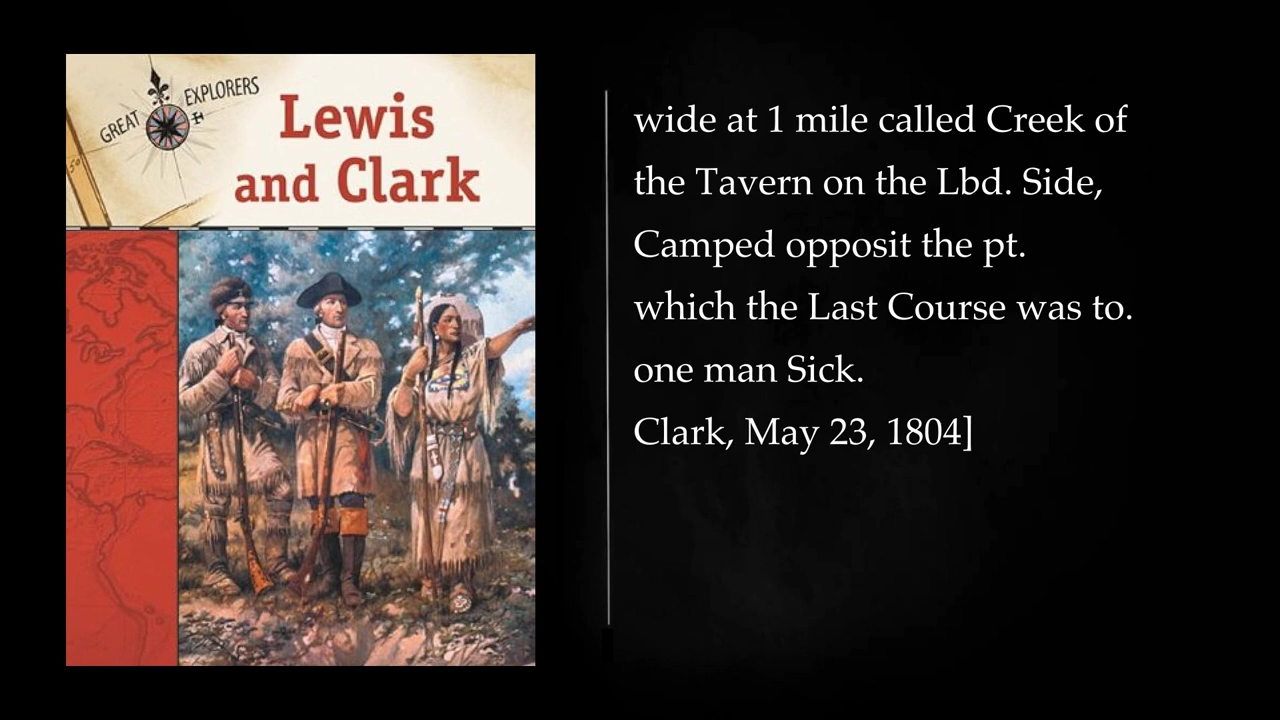 GREAT EXPLORERS
Lewis
and Clark
wide at 1 mile called Creek of
the Tavern on the Lbd. Side,
Camped opposit the pt.
which the Last Course was to.
one man Sick.
Clark, May 23, 1804]